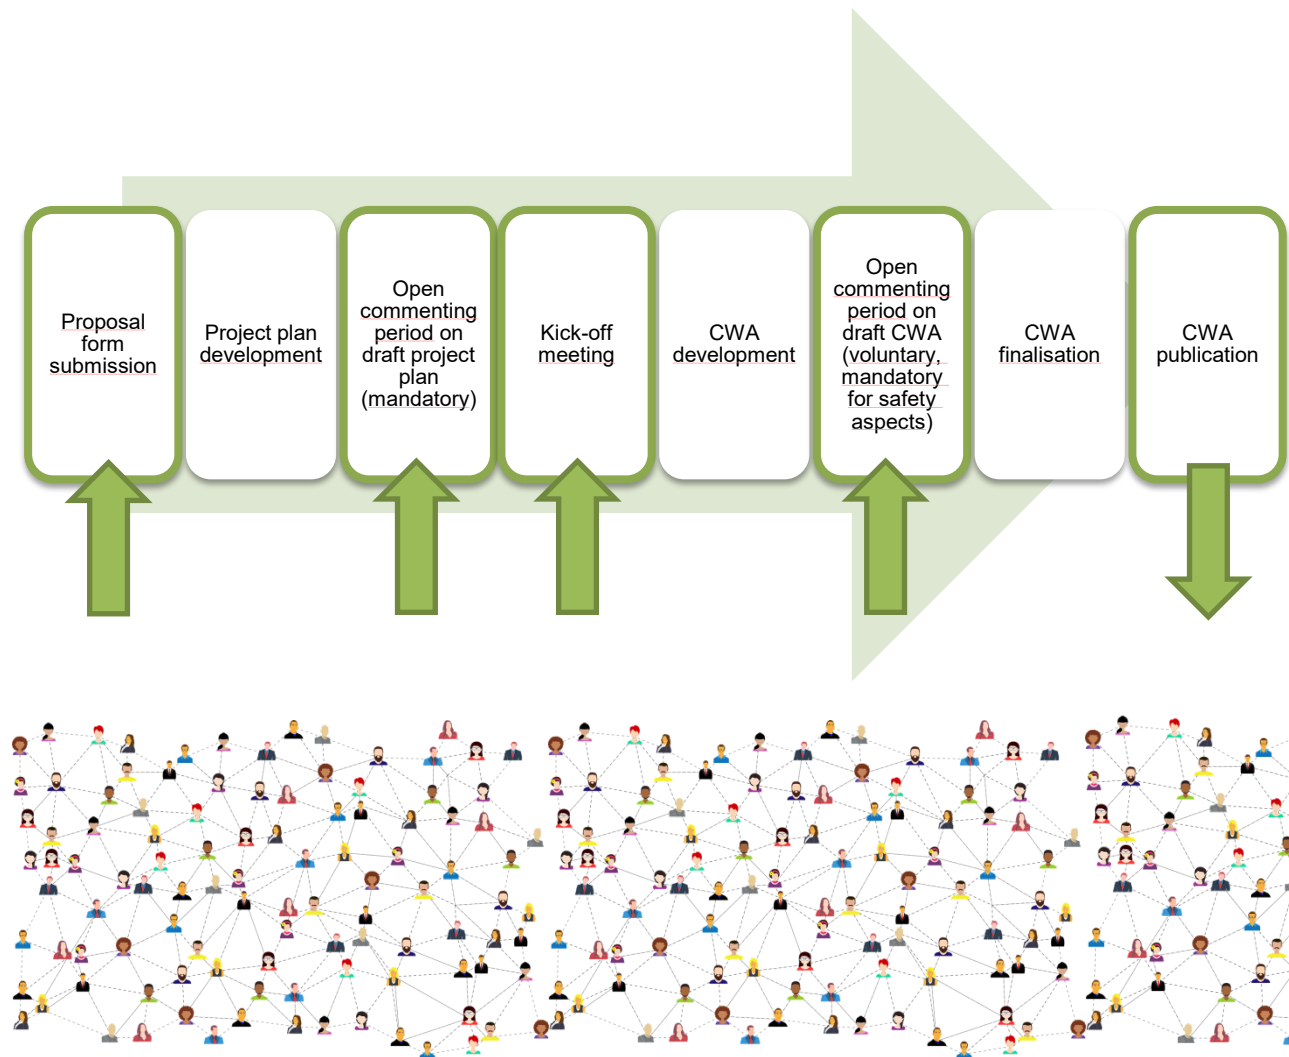 Proposal
form
submission
Project plan
development
Open
commenting
period on
draft project
plan
(mandatory)
Kick-off
meeting
CWA
development
Open
commenting
period on
draft CWA
(voluntary,
mandatory
for safety
aspects)
CWA
finalisation
CWA
publication